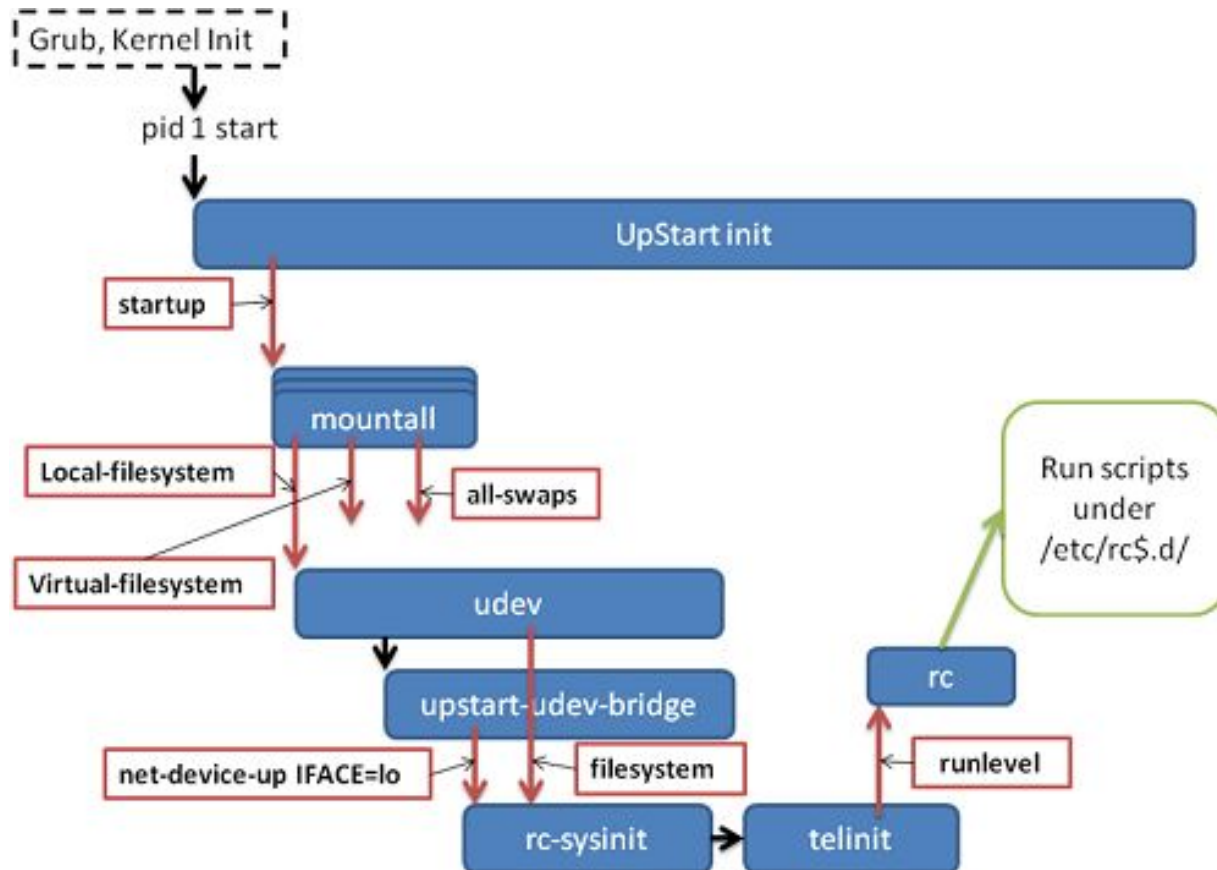 Grub, Kernel Init
pid 1 start
UpStart init
startup
mountall
Local-filesystem
all-swaps
Virtual-filesystem
Run scripts
under
/etc/rc$.d/
udev
rc
upstart-udev-bridge
net-device-up IFACE=lo
filesystem
runlevel
rc-sysinit
telinit